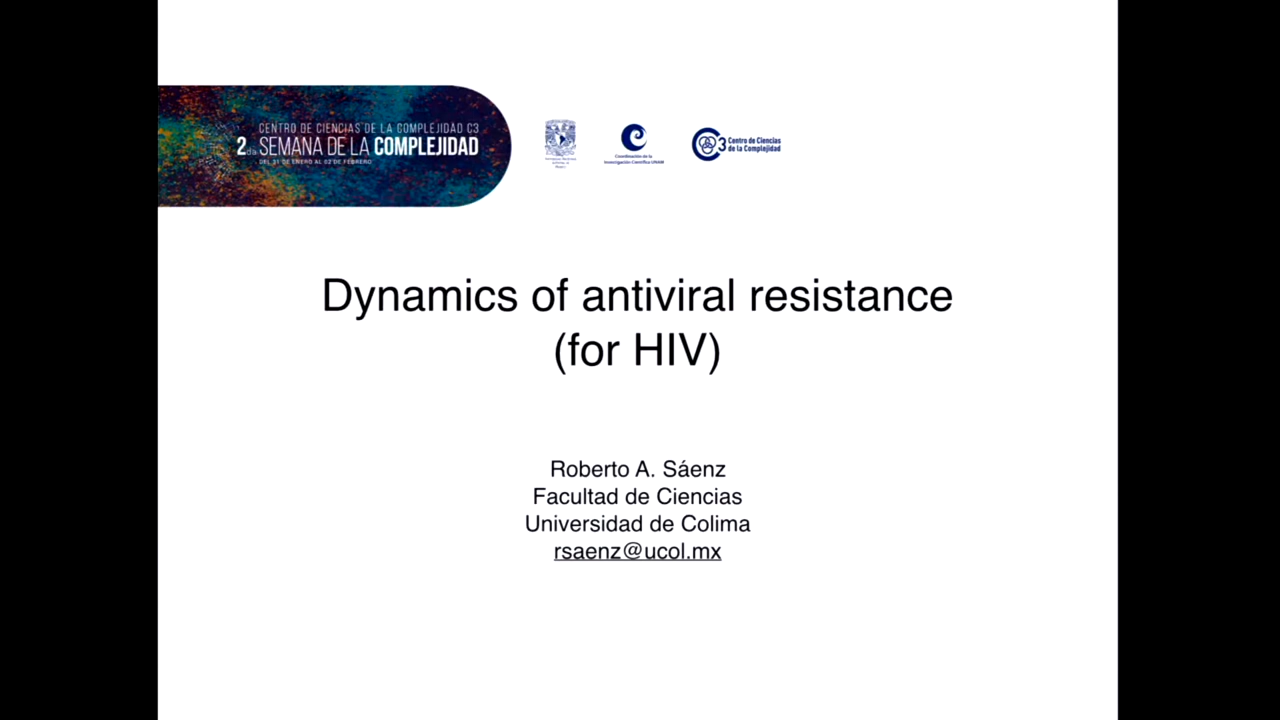 CENTRO DE CIENCIAS DE LA COMPLEJIDAD C3
2da SEMANA DE LA COMPLEJIDAD
DEL 31 DE ENERO AL 02 DE FEBRERO
Coordinación de la
Investigación Científica UNAM
C3 Centro de Ciencias
de la Complejidad
Dynamics of antiviral resistance
(for HIV)
Roberto A. Sáenz
Facultad de Ciencias
Universidad de Colima
rsaenz@ucol.mx